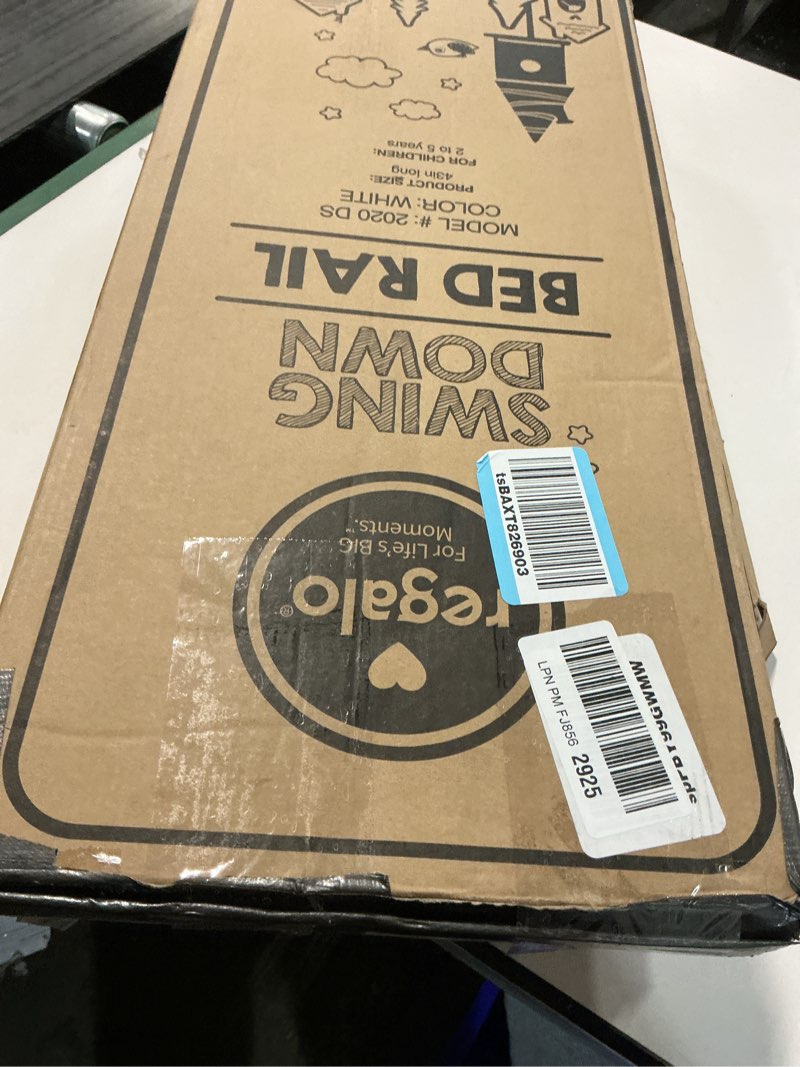 regalo®
For Life's BIG
Moments.™
SWING
DOWN
BED RAIL
MODEL #: 2020 DS
COLOR: WHITE
PRODUCT SIZE:
43in long
FOR CHILDREN:
2 to 5 years
tsBAXT826903
LPN PM FJ856 2925